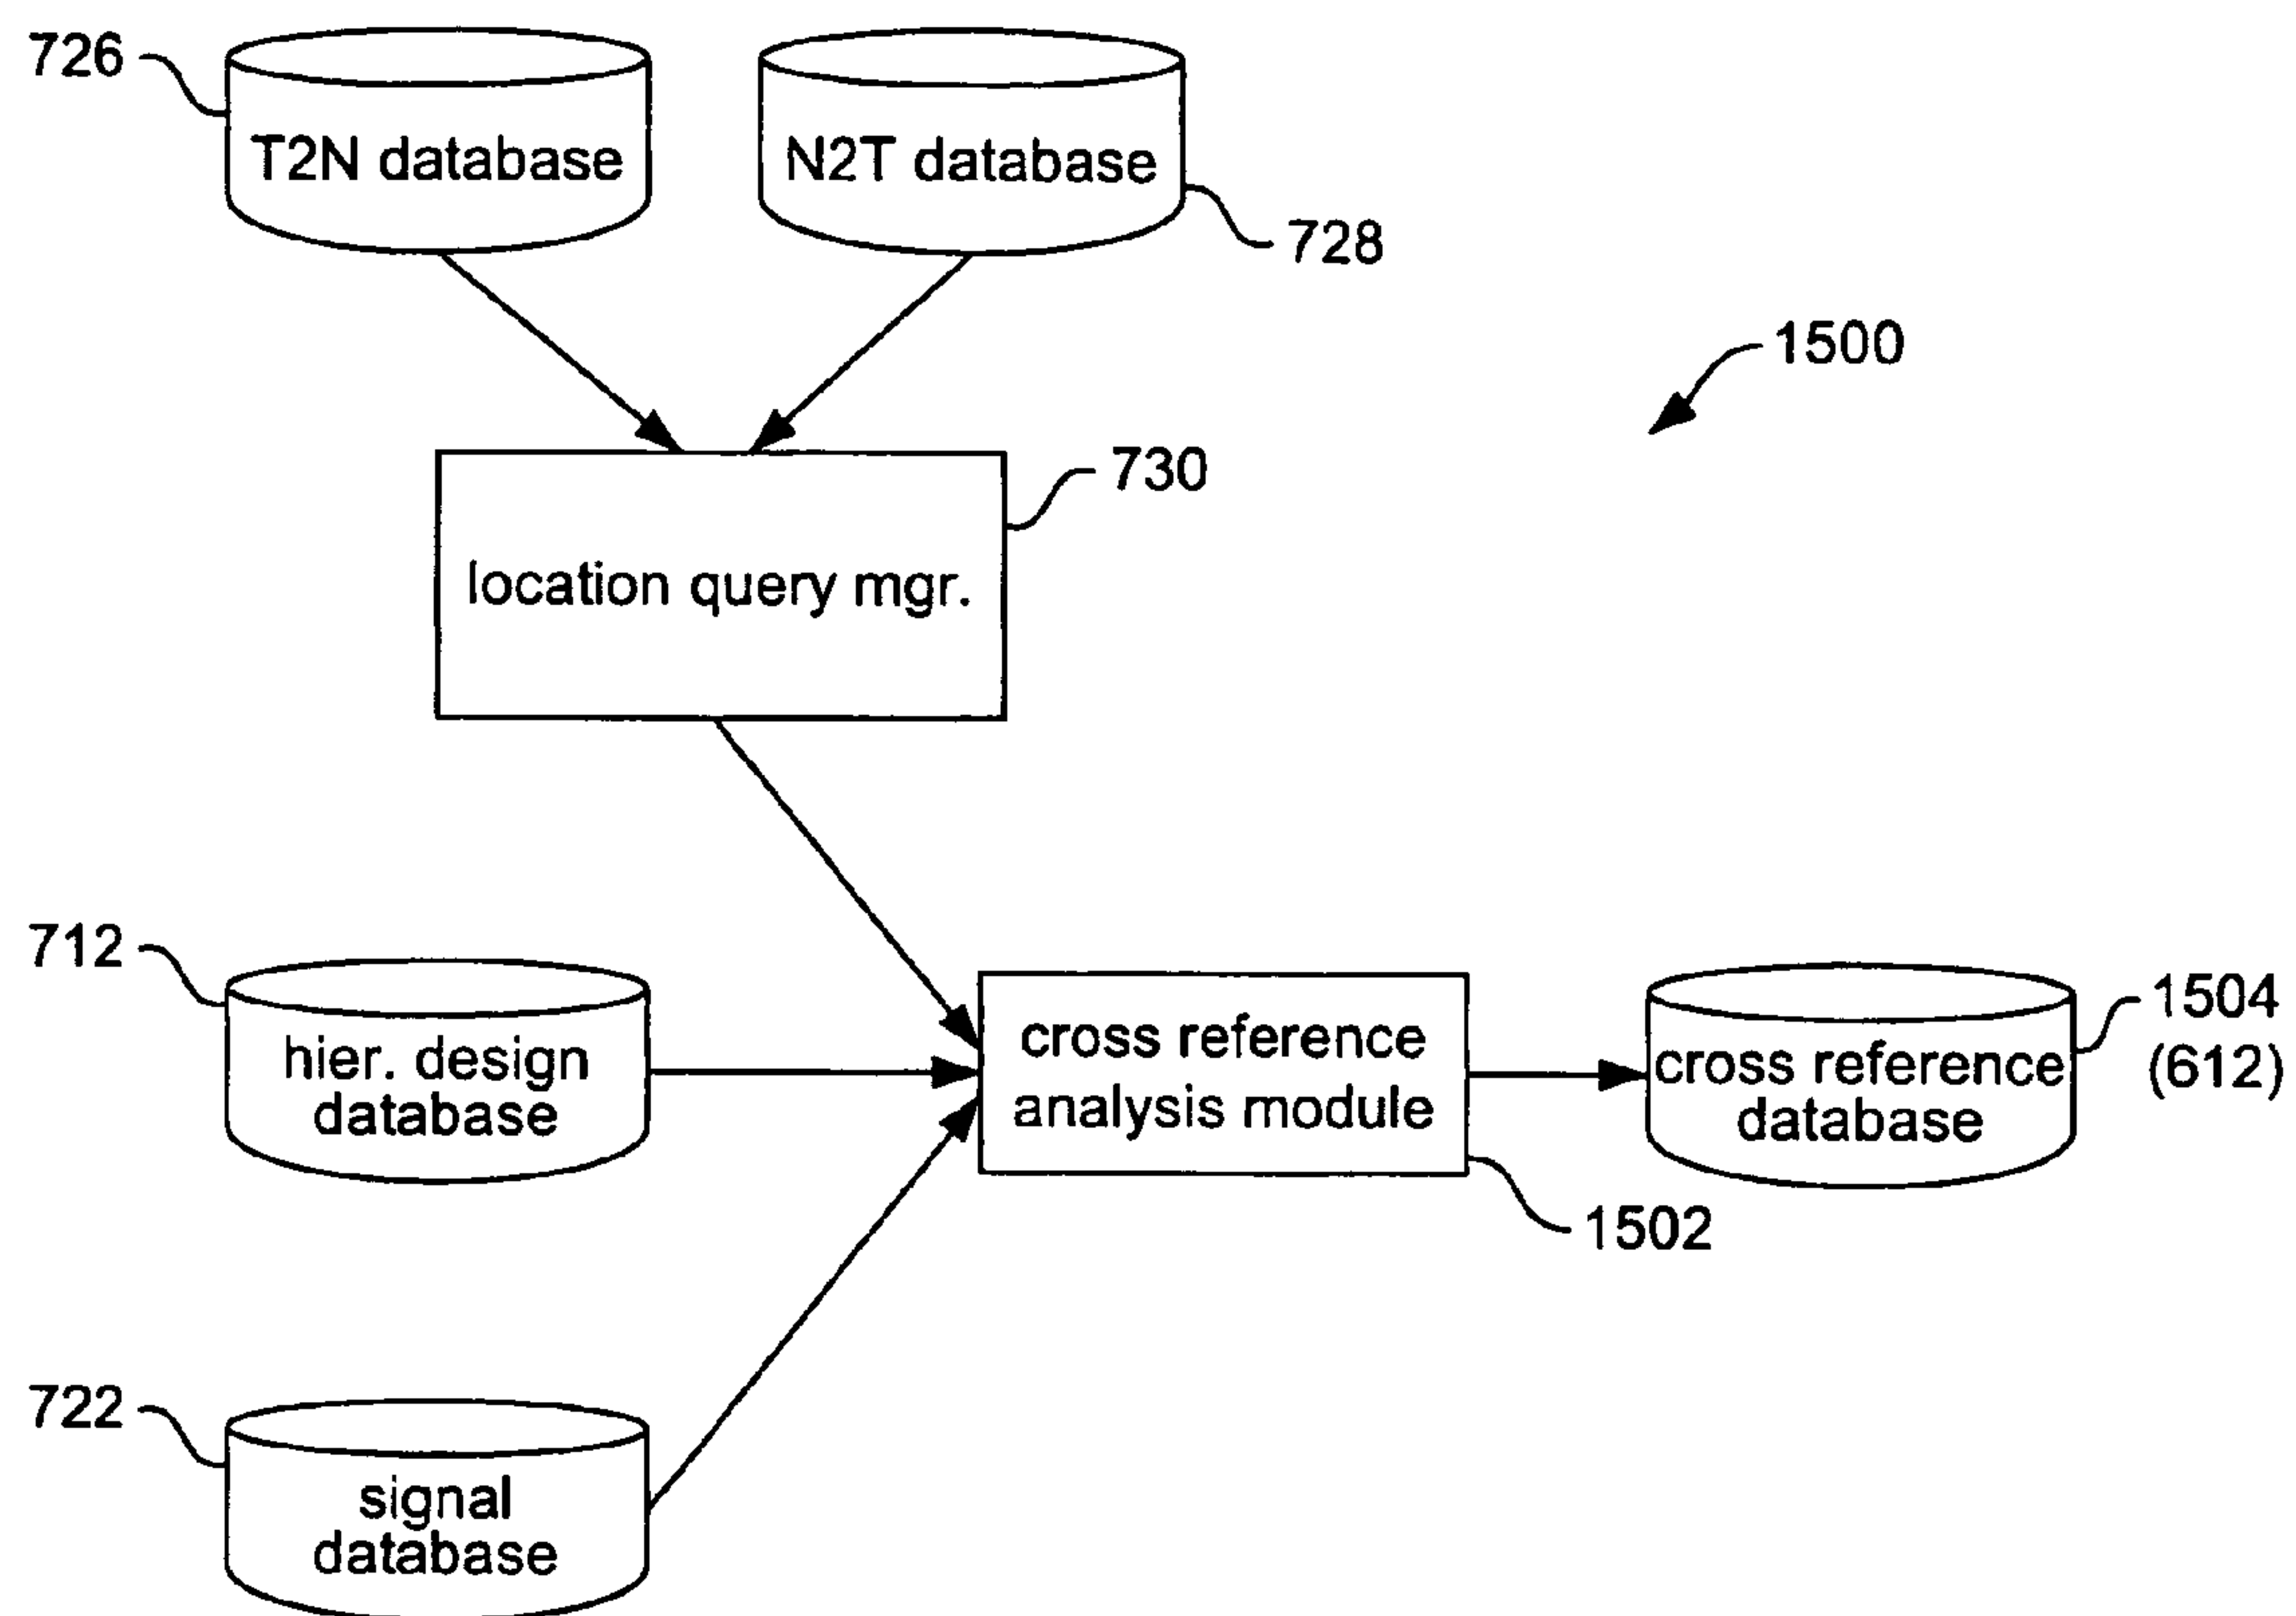 726
T2N database
N2T database
728
1500
730
location query mgr.
712
hier. design
database
cross reference
analysis module
cross reference
database
1504
(612)
1502
722
signal
database